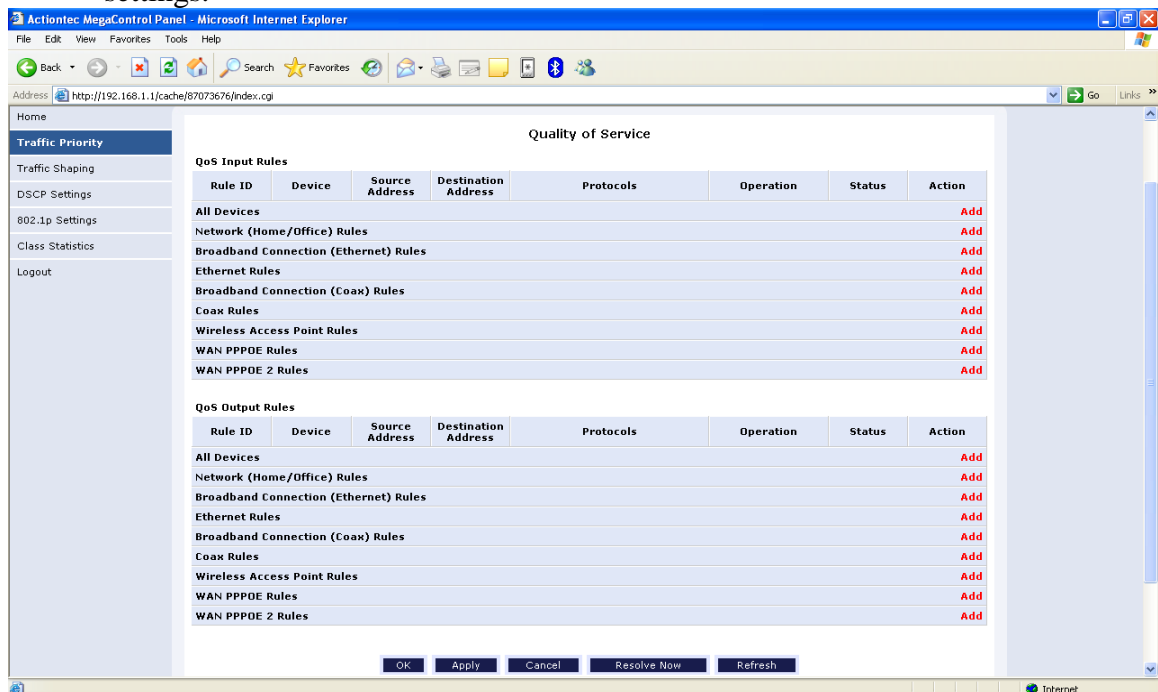 settings.
Actiontec MegaControl Panel - Microsoft Internet Explorer
File Edit View Favorites Tools Help
Back Search Favorites
Address http://192.168.1.1/cache/87073676/index.cgi Go Links »
Home
Traffic Priority
Traffic Shaping
DSCP Settings
802.1p Settings
Class Statistics
Logout
Quality of Service
QoS Input Rules
Rule ID Device Source Address Destination Address Protocols Operation Status Action
All Devices Add
Network (Home/Office) Rules Add
Broadband Connection (Ethernet) Rules Add
Ethernet Rules Add
Broadband Connection (Coax) Rules Add
Coax Rules Add
Wireless Access Point Rules Add
WAN PPPOE Rules Add
WAN PPPOE 2 Rules Add
QoS Output Rules
Rule ID Device Source Address Destination Address Protocols Operation Status Action
All Devices Add
Network (Home/Office) Rules Add
Broadband Connection (Ethernet) Rules Add
Ethernet Rules Add
Broadband Connection (Coax) Rules Add
Coax Rules Add
Wireless Access Point Rules Add
WAN PPPOE Rules Add
WAN PPPOE 2 Rules Add
OK Apply Cancel Resolve Now Refresh
Internet